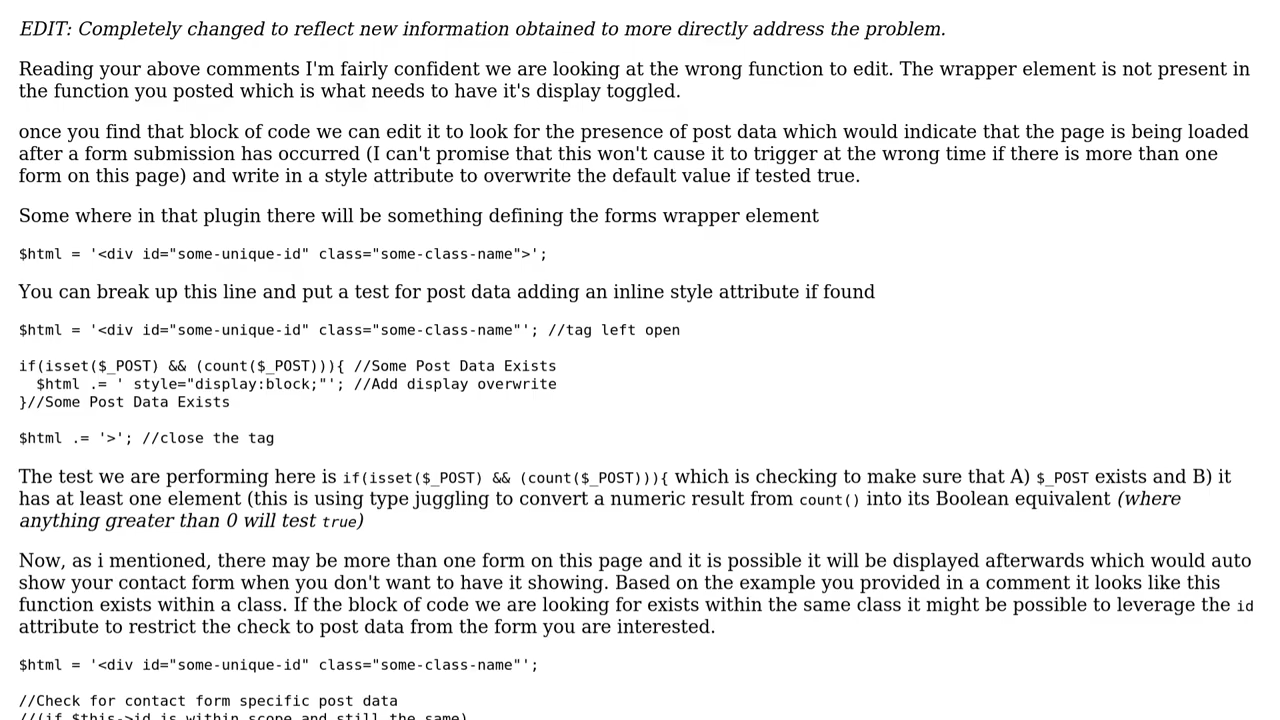 EDIT: Completely changed to reflect new information obtained to more directly address the problem.
Reading your above comments I'm fairly confident we are looking at the wrong function to edit. The wrapper element is not present in
the function you posted which is what needs to have it's display toggled.
once you find that block of code we can edit it to look for the presence of post data which would indicate that the page is being loaded
after a form submission has occurred (I can't promise that this won't cause it to trigger at the wrong time if there is more than one
form on this page) and write in a style attribute to overwrite the default value if tested true.
Some where in that plugin there will be something defining the forms wrapper element
$html = '<div id="some-unique-id" class="some-class-name">';
You can break up this line and put a test for post data adding an inline style attribute if found
$html = '<div id="some-unique-id" class="some-class-name"'; //tag left open
if(isset($_POST) && (count($_POST))){ //Some Post Data Exists
  $html .= ' style="display:block;"'; //Add display overwrite
}//Some Post Data Exists
$html .= '>'; //close the tag
The test we are performing here is if(isset($_POST) && (count($_POST))){ which is checking to make sure that A) $_POST exists and B) it
has at least one element (this is using type juggling to convert a numeric result from count() into its Boolean equivalent (where
anything greater than 0 will test true)
Now, as i mentioned, there may be more than one form on this page and it is possible it will be displayed afterwards which would auto
show your contact form when you don't want to have it showing. Based on the example you provided in a comment it looks like this
function exists within a class. If the block of code we are looking for exists within the same class it might be possible to leverage the id
attribute to restrict the check to post data from the form you are interested.
$html = '<div id="some-unique-id" class="some-class-name"';
//Check for contact form specific post data
//(if $this->id is within scope and still the same)